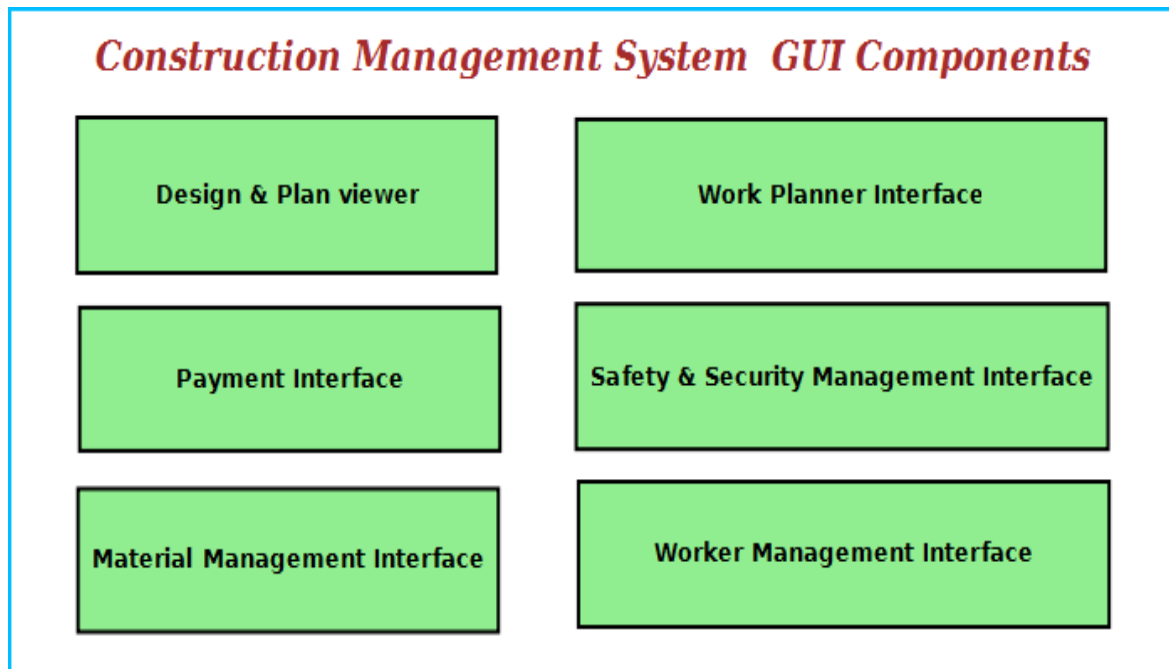 Construction Management System GUI Components
Design & Plan viewer
Work Planner Interface
Payment Interface
Safety & Security Management Interface
Material Management Interface
Worker Management Interface